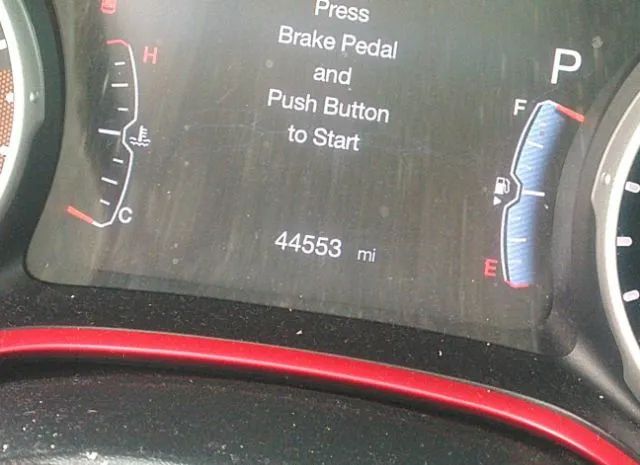 Press
Brake Pedal
and
Push Button
to Start
P
H
F
C
44553 mi
E